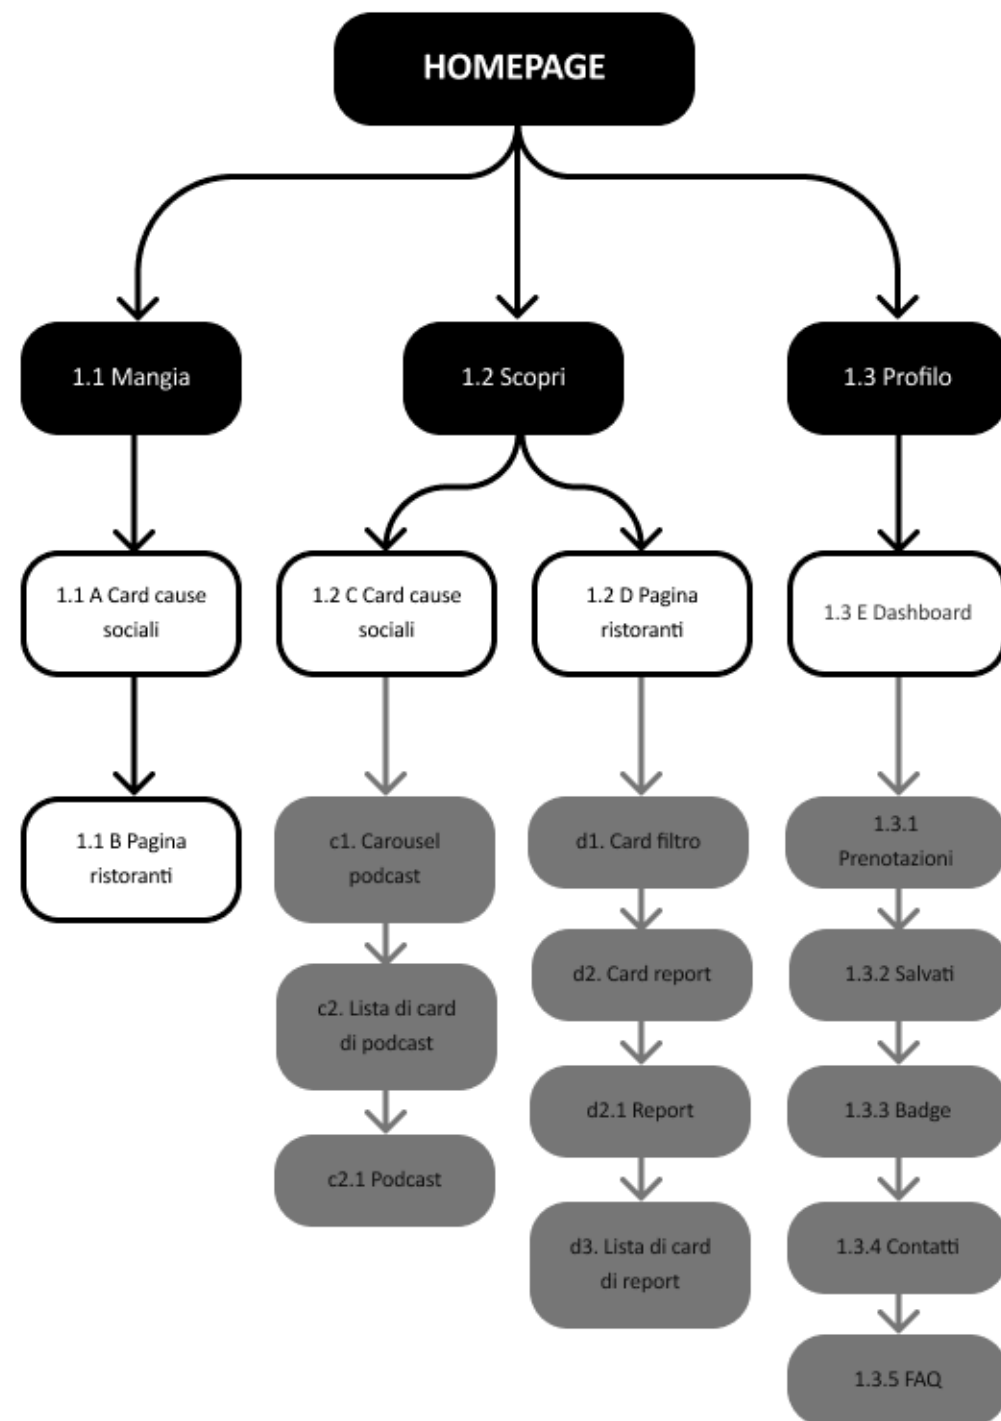 HOMEPAGE
1.1 Mangia
1.2 Scopri
1.3 Profilo
1.1 A Card cause
sociali
1.2 C Card cause
sociali
1.2 D Pagina
ristoranti
1.3 E Dashboard
1.1 B Pagina
ristoranti
c1. Carousel
podcast
d1. Card filtro
1.3.1
Prenotazioni
c2. Lista di card
di podcast
d2. Card report
1.3.2 Salvati
c2.1 Podcast
d2.1 Report
1.3.3 Badge
d3. Lista di card
di report
1.3.4 Contatti
1.3.5 FAQ